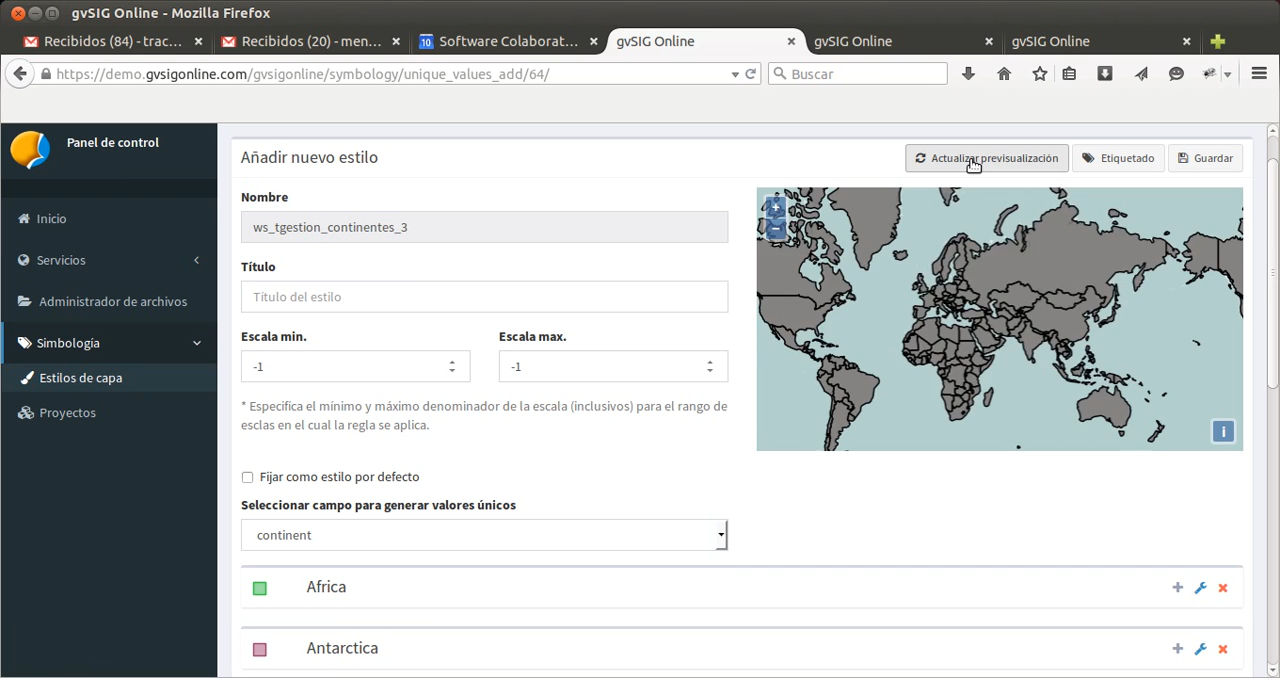 gvSIG Online - Mozilla Firefox
Recibidos (84) - trac...
Recibidos (20) - men...
10 Software Colaborat...
gvSIG Online
gvSIG Online
gvSIG Online
https://demo.gvsigonline.com/gvsigonline/symbology/unique_values_add/64/
Buscar
Panel de control
Inicio
Servicios
Administrador de archivos
Simbología
Estilos de capa
Proyectos
Añadir nuevo estilo
Actualizar previsualización
Etiquetado
Guardar
Nombre
ws_tgestion_continentes_3
Título
Título del estilo
Escala min.
Escala max.
-1
-1
* Especifica el mínimo y máximo denominador de la escala (inclusivos) para el rango de
esclas en el cual la regla se aplica.
Fijar como estilo por defecto
Seleccionar campo para generar valores únicos
continent
+
−
i
Africa
Antarctica